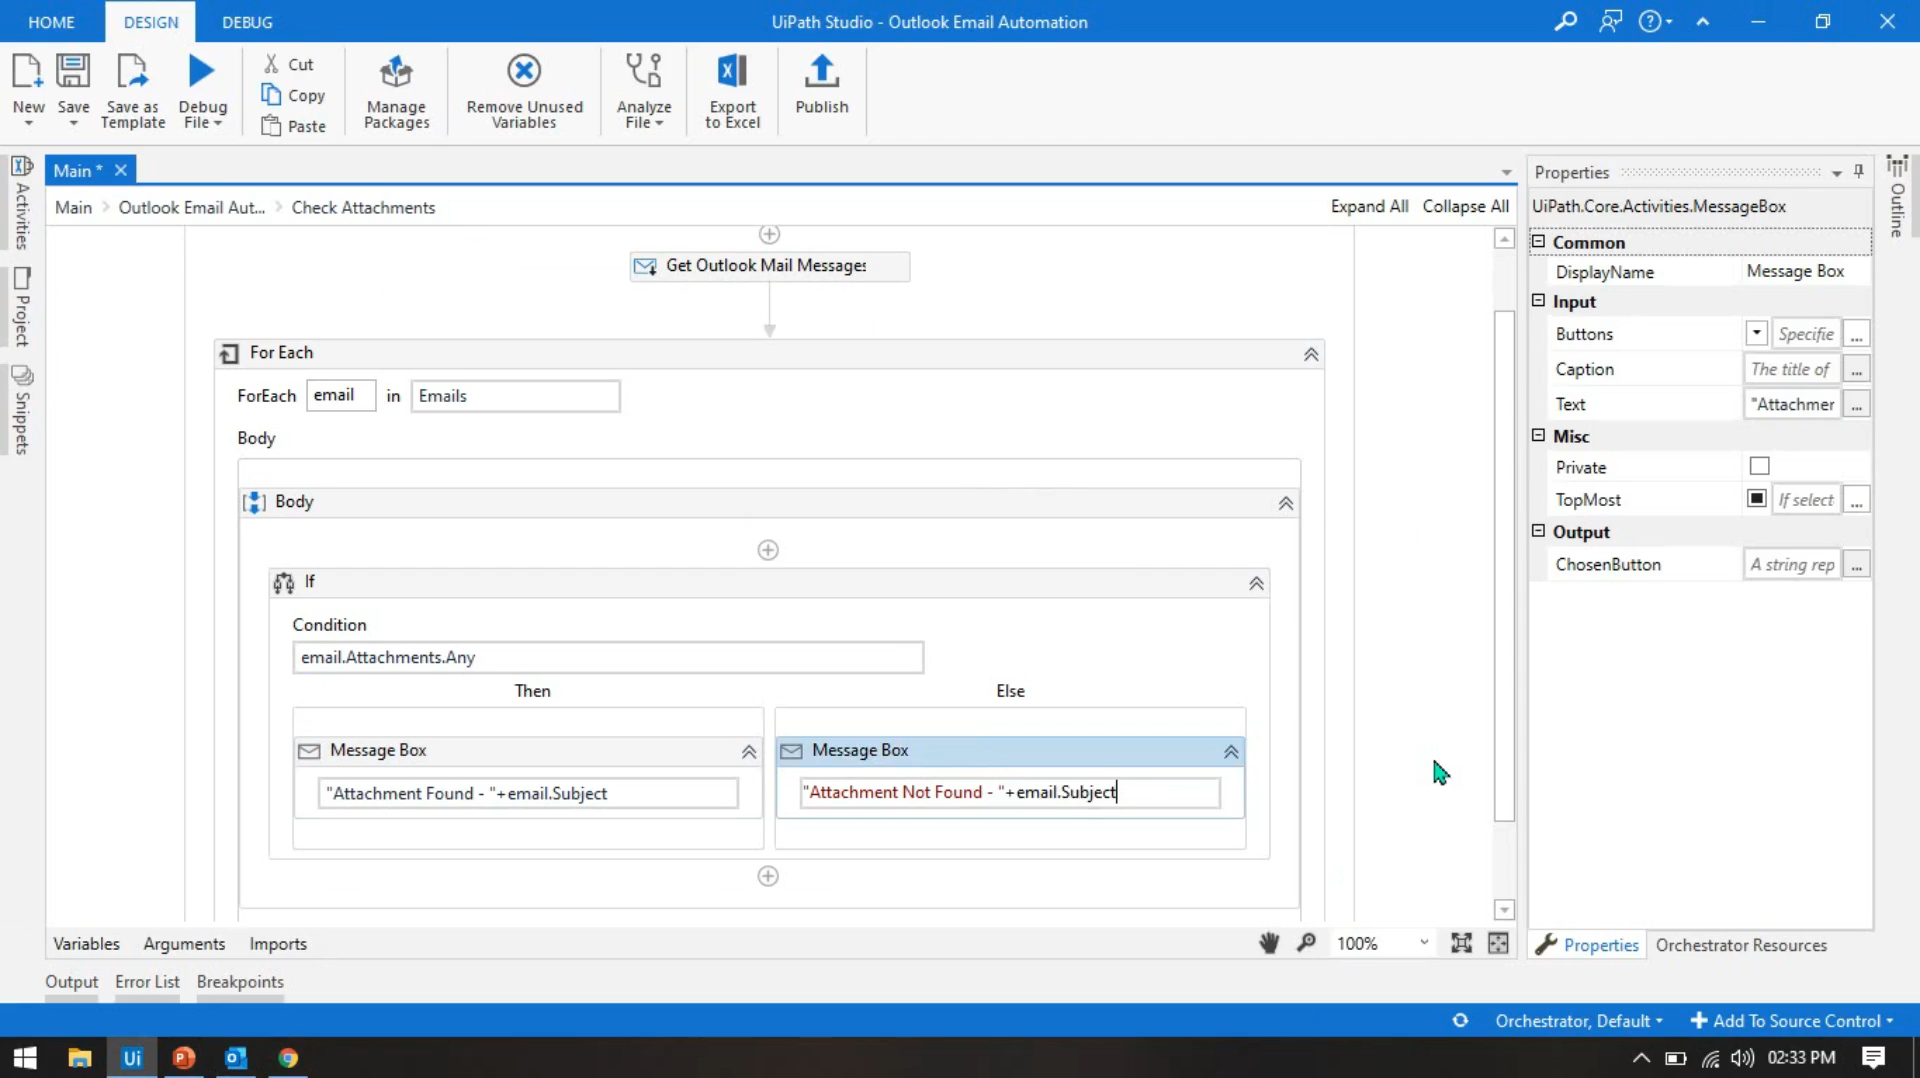 HOME
DESIGN
DEBUG
UiPath Studio - Outlook Email Automation
New
Save
Save as
Template
Debug
File
Cut
Copy
Paste
Manage
Packages
Remove Unused
Variables
Analyze
File
Export
to Excel
Publish
Activities
Project
Snippets
Main *
Main
Outlook Email Aut...
Check Attachments
Expand All
Collapse All
Get Outlook Mail Messages
For Each
ForEach
email
in
Emails
Body
Body
If
Condition
email.Attachments.Any
Then
Else
Message Box
"Attachment Found - "+email.Subject
Message Box
"Attachment Not Found - "+email.Subject
Variables
Arguments
Imports
100%
Output
Error List
Breakpoints
Properties
UiPath.Core.Activities.MessageBox
Common
DisplayName
Message Box
Input
Buttons
Specifie
...
Caption
The title of
...
Text
"Attachmer
...
Misc
Private
TopMost
If select
...
Output
ChosenButton
A string rep
...
Properties
Orchestrator Resources
Outline
Orchestrator, Default
Add To Source Control
Ui
02:33 PM